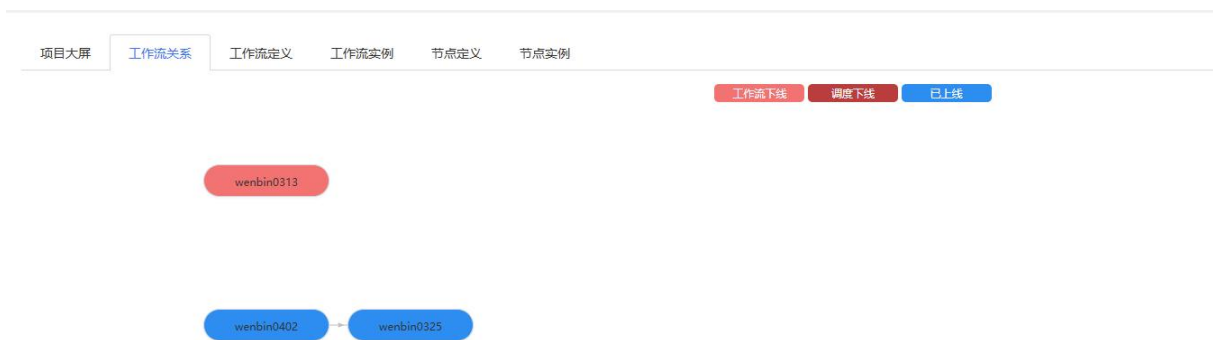 项目大屏 工作流关系 工作流定义 工作流实例 节点定义 节点实例
工作流下线 调度下线 已上线
wenbin0313
wenbin0402 wenbin0325